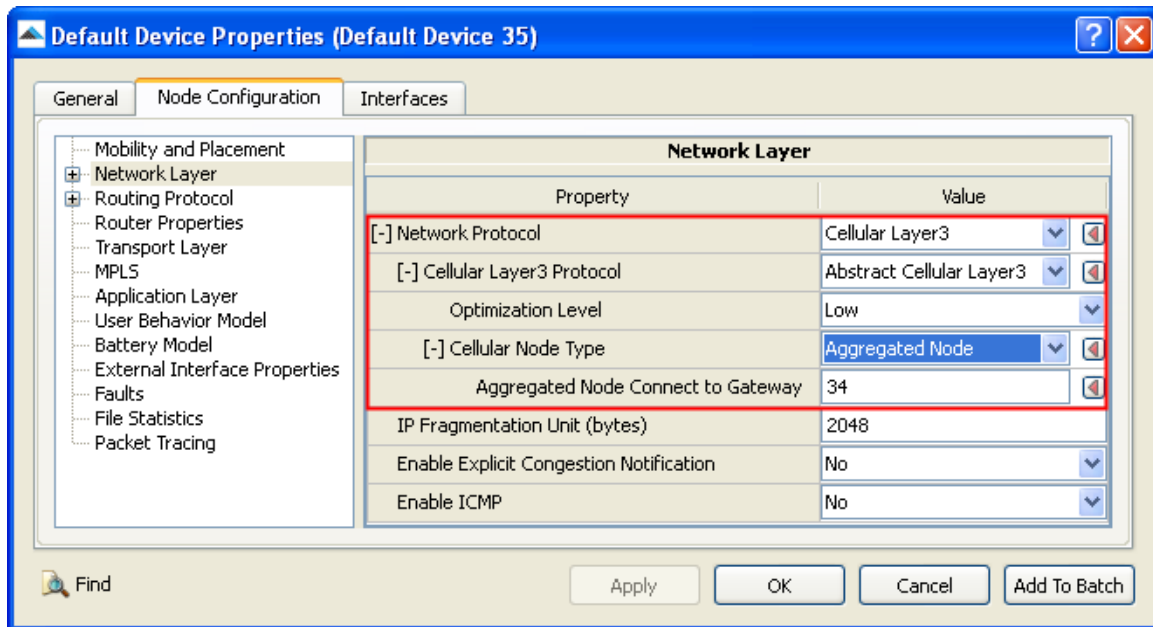 Default Device Properties (Default Device 35)
?
General
Node Configuration
Interfaces
Mobility and Placement
Network Layer
Routing Protocol
Router Properties
Transport Layer
MPLS
Application Layer
User Behavior Model
Battery Model
External Interface Properties
Faults
File Statistics
Packet Tracing
Network Layer
Property Value
[-] Network Protocol Cellular Layer3
[-] Cellular Layer3 Protocol Abstract Cellular Layer3
Optimization Level Low
[-] Cellular Node Type Aggregated Node
Aggregated Node Connect to Gateway 34
IP Fragmentation Unit (bytes) 2048
Enable Explicit Congestion Notification No
Enable ICMP No
Find
Apply
OK
Cancel
Add To Batch